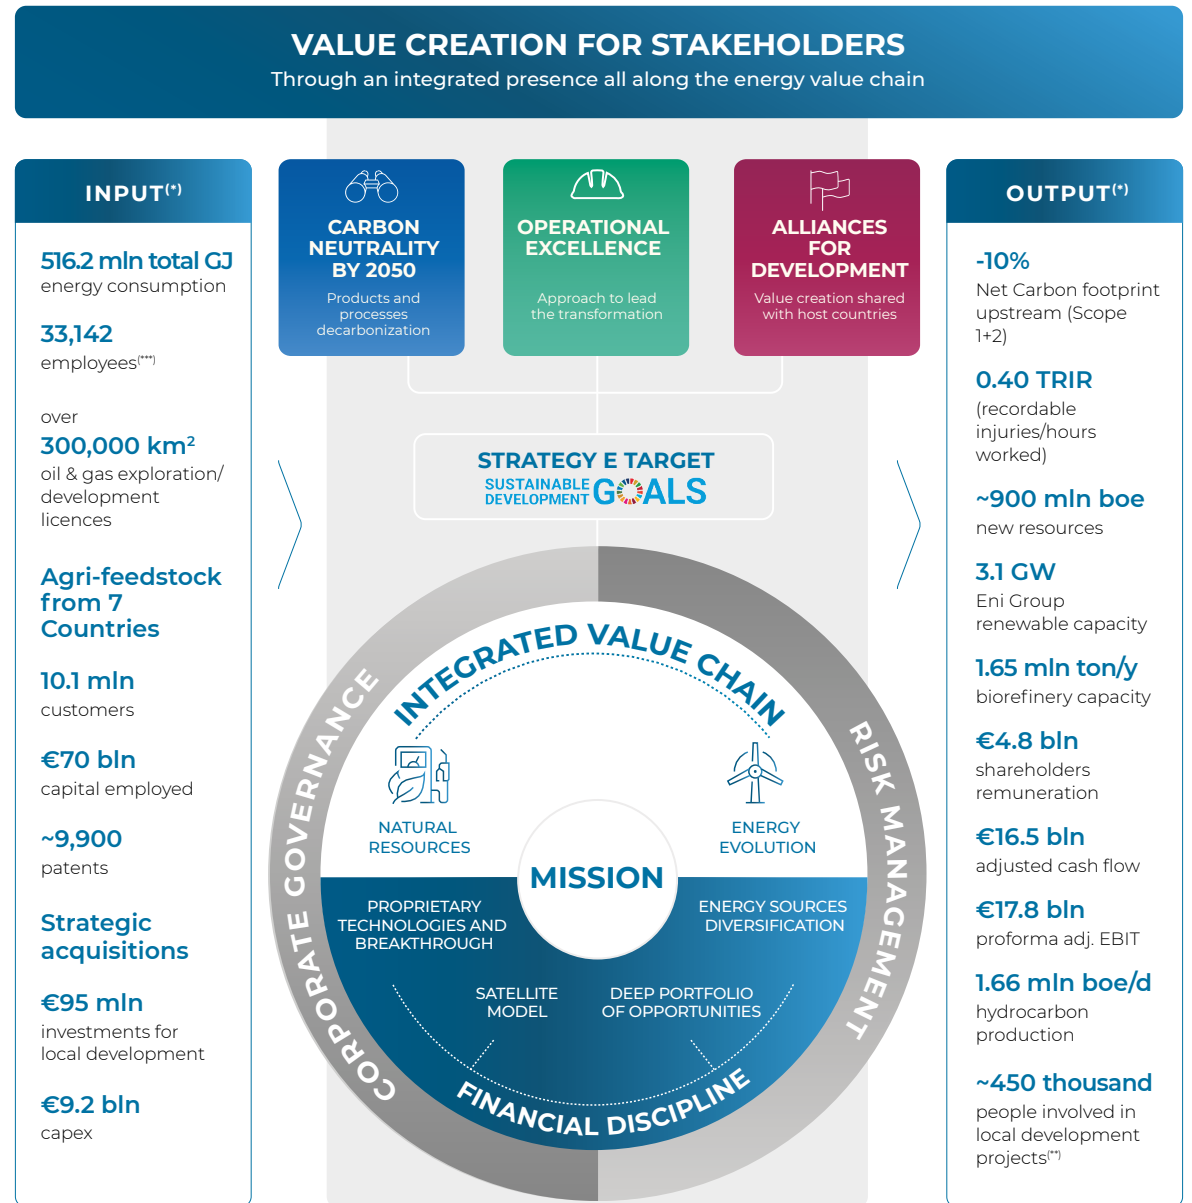 VALUE CREATION FOR STAKEHOLDERS
Through an integrated presence all along the energy value chain
INPUT(*)
516.2 mln total GJ
energy consumption
33,142
employees(***)
over
300,000 km²
oil & gas exploration/
development
licences
Agri-feedstock
from 7
Countries
10.1 mln
customers
€70 bln
capital employed
~9,900
patents
Strategic
acquisitions
€95 mln
investments for
local development
€9.2 bln
capex
CARBON
NEUTRALITY
BY 2050
Products and
processes
decarbonization
OPERATIONAL
EXCELLENCE
Approach to lead
the transformation
ALLIANCES
FOR
DEVELOPMENT
Value creation shared
with host countries
STRATEGY E TARGET
SUSTAINABLE
DEVELOPMENT GOALS
CORPORATE GOVERNANCE
RISK MANAGEMENT
INTEGRATED VALUE CHAIN
NATURAL
RESOURCES
ENERGY
EVOLUTION
MISSION
PROPRIETARY
TECHNOLOGIES AND
BREAKTHROUGH
ENERGY SOURCES
DIVERSIFICATION
SATELLITE
MODEL
DEEP PORTFOLIO
OF OPPORTUNITIES
FINANCIAL DISCIPLINE
OUTPUT(*)
-10%
Net Carbon footprint
upstream (Scope
1+2)
0.40 TRIR
(recordable
injuries/hours
worked)
~900 mln boe
new resources
3.1 GW
Eni Group
renewable capacity
1.65 mln ton/y
biorefinery capacity
€4.8 bln
shareholders
remuneration
€16.5 bln
adjusted cash flow
€17.8 bln
proforma adj. EBIT
1.66 mln boe/d
hydrocarbon
production
~450 thousand
people involved in
local development
projects(**)